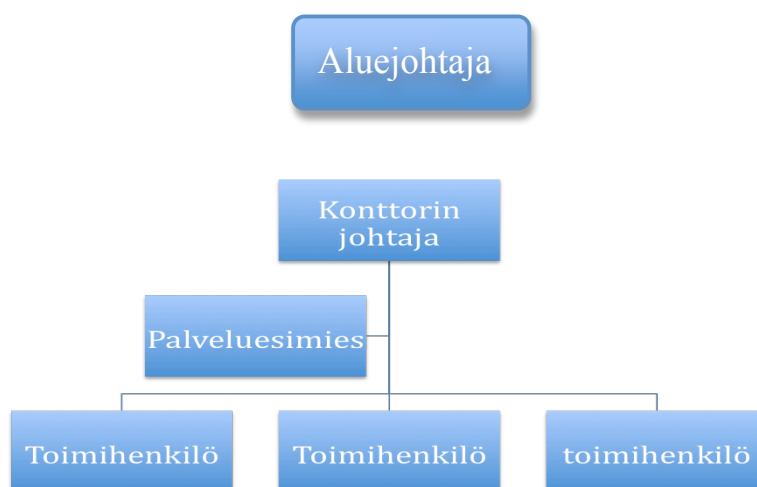 Aluejohtaja
Konttorin
johtaja
Palveluesimies
Toimihenkilö
Toimihenkilö
toimihenkilö